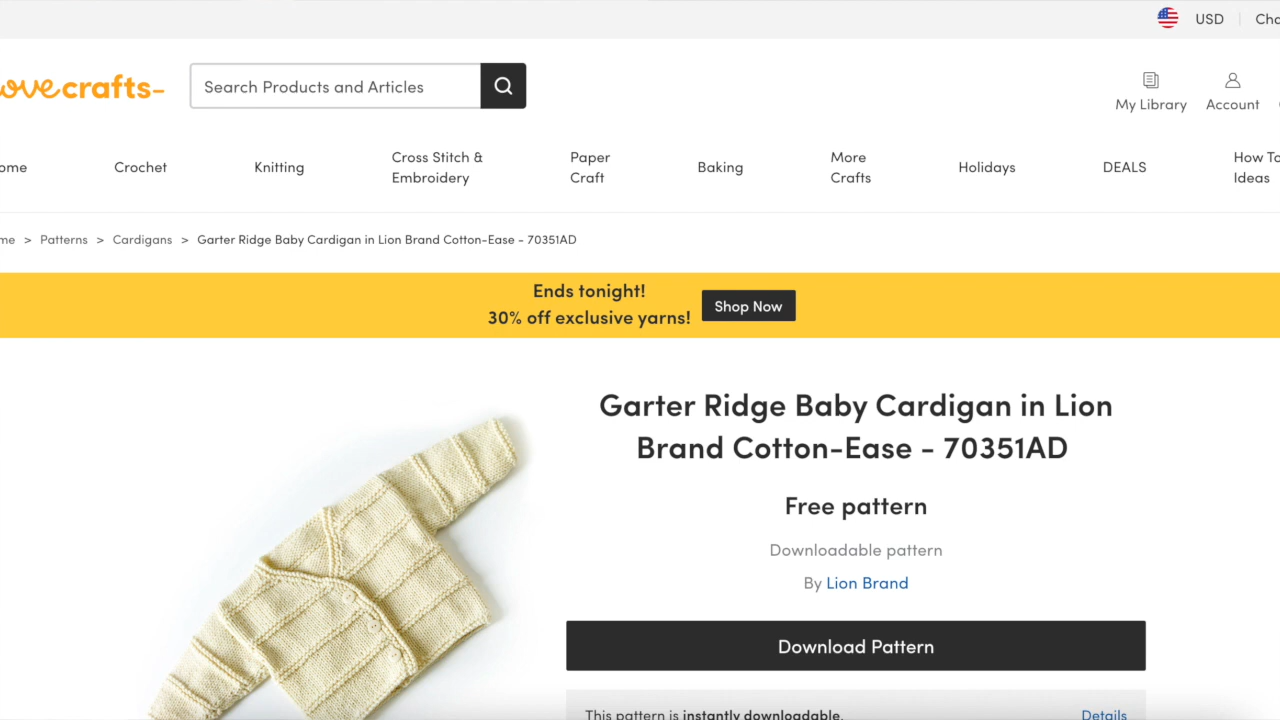 USD
lovecrafts-
Search Products and Articles
My Library
Account
Crochet
Knitting
Cross Stitch &
Embroidery
Paper
Craft
Baking
More
Crafts
Holidays
DEALS
How To
Ideas
> Patterns > Cardigans > Garter Ridge Baby Cardigan in Lion Brand Cotton-Ease - 70351AD
Ends tonight!
30% off exclusive yarns!
Shop Now
Garter Ridge Baby Cardigan in Lion
Brand Cotton-Ease - 70351AD
Free pattern
Downloadable pattern
By Lion Brand
Download Pattern
This pattern is instantly downloadable.
Details